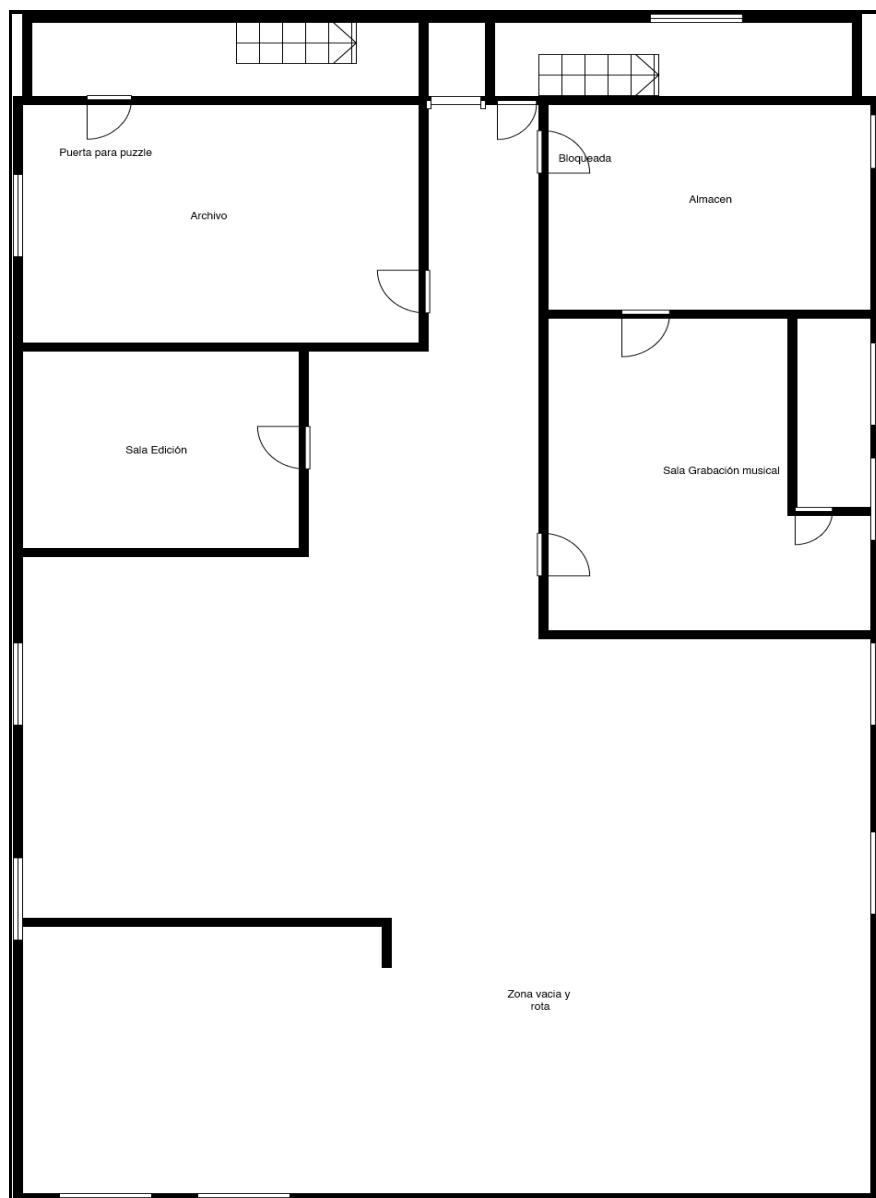 Puerta para puzzle
Bloqueada
Almacen
Archivo
Sala Edición
Sala Grabación musical
Zona vacia y
rota